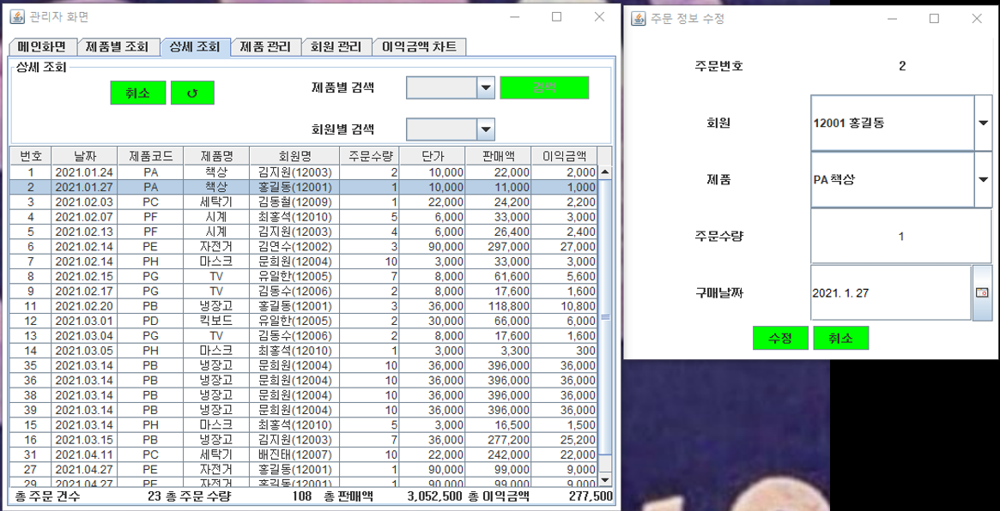 관리자 화면
메인화면 제품별 조회 상세 조회 제품 관리 회원 관리 이익금액 차트
상세 조회
취소 ↺ 제품별 검색 검색
회원별 검색
번호 날짜 제품코드 제품명 회원명 주문수량 단가 판매액 이익금액
1 2021.01.24 PA 책상 김지원(12003) 2 10,000 22,000 2,000
2 2021.01.27 PA 책상 홍길동(12001) 1 10,000 11,000 1,000
3 2021.02.03 PC 세탁기 김동철(12009) 1 22,000 24,200 2,200
4 2021.02.07 PF 시계 최홍석(12010) 5 6,000 33,000 3,000
5 2021.02.13 PF 시계 김지원(12003) 4 6,000 26,400 2,400
6 2021.02.14 PE 자전거 김연수(12002) 3 90,000 297,000 27,000
7 2021.02.14 PH 마스크 문희원(12004) 10 3,000 33,000 3,000
8 2021.02.15 PG TV 유일한(12005) 7 8,000 61,600 5,600
9 2021.02.17 PG TV 김동수(12006) 2 8,000 17,600 1,600
11 2021.02.20 PB 냉장고 홍길동(12001) 3 36,000 118,800 10,800
12 2021.03.01 PD 킥보드 유일한(12005) 2 30,000 66,000 6,000
13 2021.03.04 PG TV 김동수(12006) 2 8,000 17,600 1,600
14 2021.03.05 PH 마스크 최홍석(12010) 1 3,000 3,300 300
35 2021.03.14 PB 냉장고 문희원(12004) 10 36,000 396,000 36,000
36 2021.03.14 PB 냉장고 문희원(12004) 10 36,000 396,000 36,000
38 2021.03.14 PB 냉장고 문희원(12004) 10 36,000 396,000 36,000
39 2021.03.14 PB 냉장고 문희원(12004) 10 36,000 396,000 36,000
15 2021.03.14 PH 마스크 최홍석(12010) 5 3,000 16,500 1,500
16 2021.03.15 PB 냉장고 김지원(12003) 7 36,000 277,200 25,200
31 2021.04.11 PC 세탁기 배진태(12007) 10 22,000 242,000 22,000
27 2021.04.27 PE 자전거 홍길동(12001) 1 90,000 99,000 9,000
29 2021.04.27 PE 자전거 홍길동(12001) 1 90,000 99,000 9,000
총 주문 건수 23 총 주문 수량 108 총 판매액 3,052,500 총 이익금액 277,500
주문 정보 수정
주문번호 2
회원 12001 홍길동
제품 PA 책상
주문수량 1
구매날짜 2021. 1. 27
수정 취소